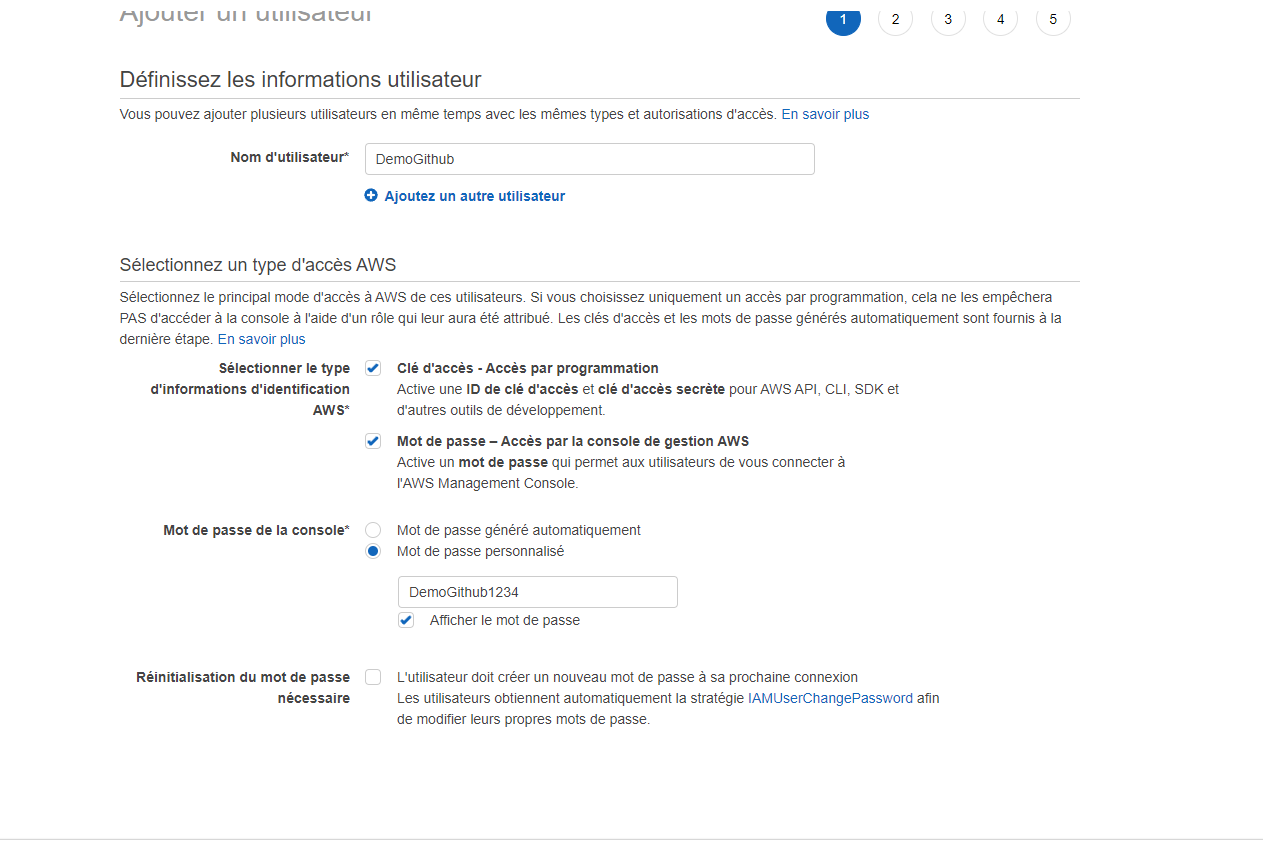 Ajouter un utilisateur
1 2 3 4 5
Définissez les informations utilisateur
Vous pouvez ajouter plusieurs utilisateurs en même temps avec les mêmes types et autorisations d'accès. En savoir plus
Nom d'utilisateur* DemoGithub
Ajoutez un autre utilisateur
Sélectionnez un type d'accès AWS
Sélectionnez le principal mode d'accès à AWS de ces utilisateurs. Si vous choisissez uniquement un accès par programmation, cela ne les empêchera
PAS d'accéder à la console à l'aide d'un rôle qui leur aura été attribué. Les clés d'accès et les mots de passe générés automatiquement sont fournis à la
dernière étape. En savoir plus
Sélectionner le type
d'informations d'identification
AWS*
Clé d'accès - Accès par programmation
Active une ID de clé d'accès et clé d'accès secrète pour AWS API, CLI, SDK et
d'autres outils de développement.
Mot de passe – Accès par la console de gestion AWS
Active un mot de passe qui permet aux utilisateurs de vous connecter à
l'AWS Management Console.
Mot de passe de la console*
Mot de passe généré automatiquement
Mot de passe personnalisé
DemoGithub1234
Afficher le mot de passe
Réinitialisation du mot de passe
nécessaire
L'utilisateur doit créer un nouveau mot de passe à sa prochaine connexion
Les utilisateurs obtiennent automatiquement la stratégie IAMUserChangePassword afin
de modifier leurs propres mots de passe.